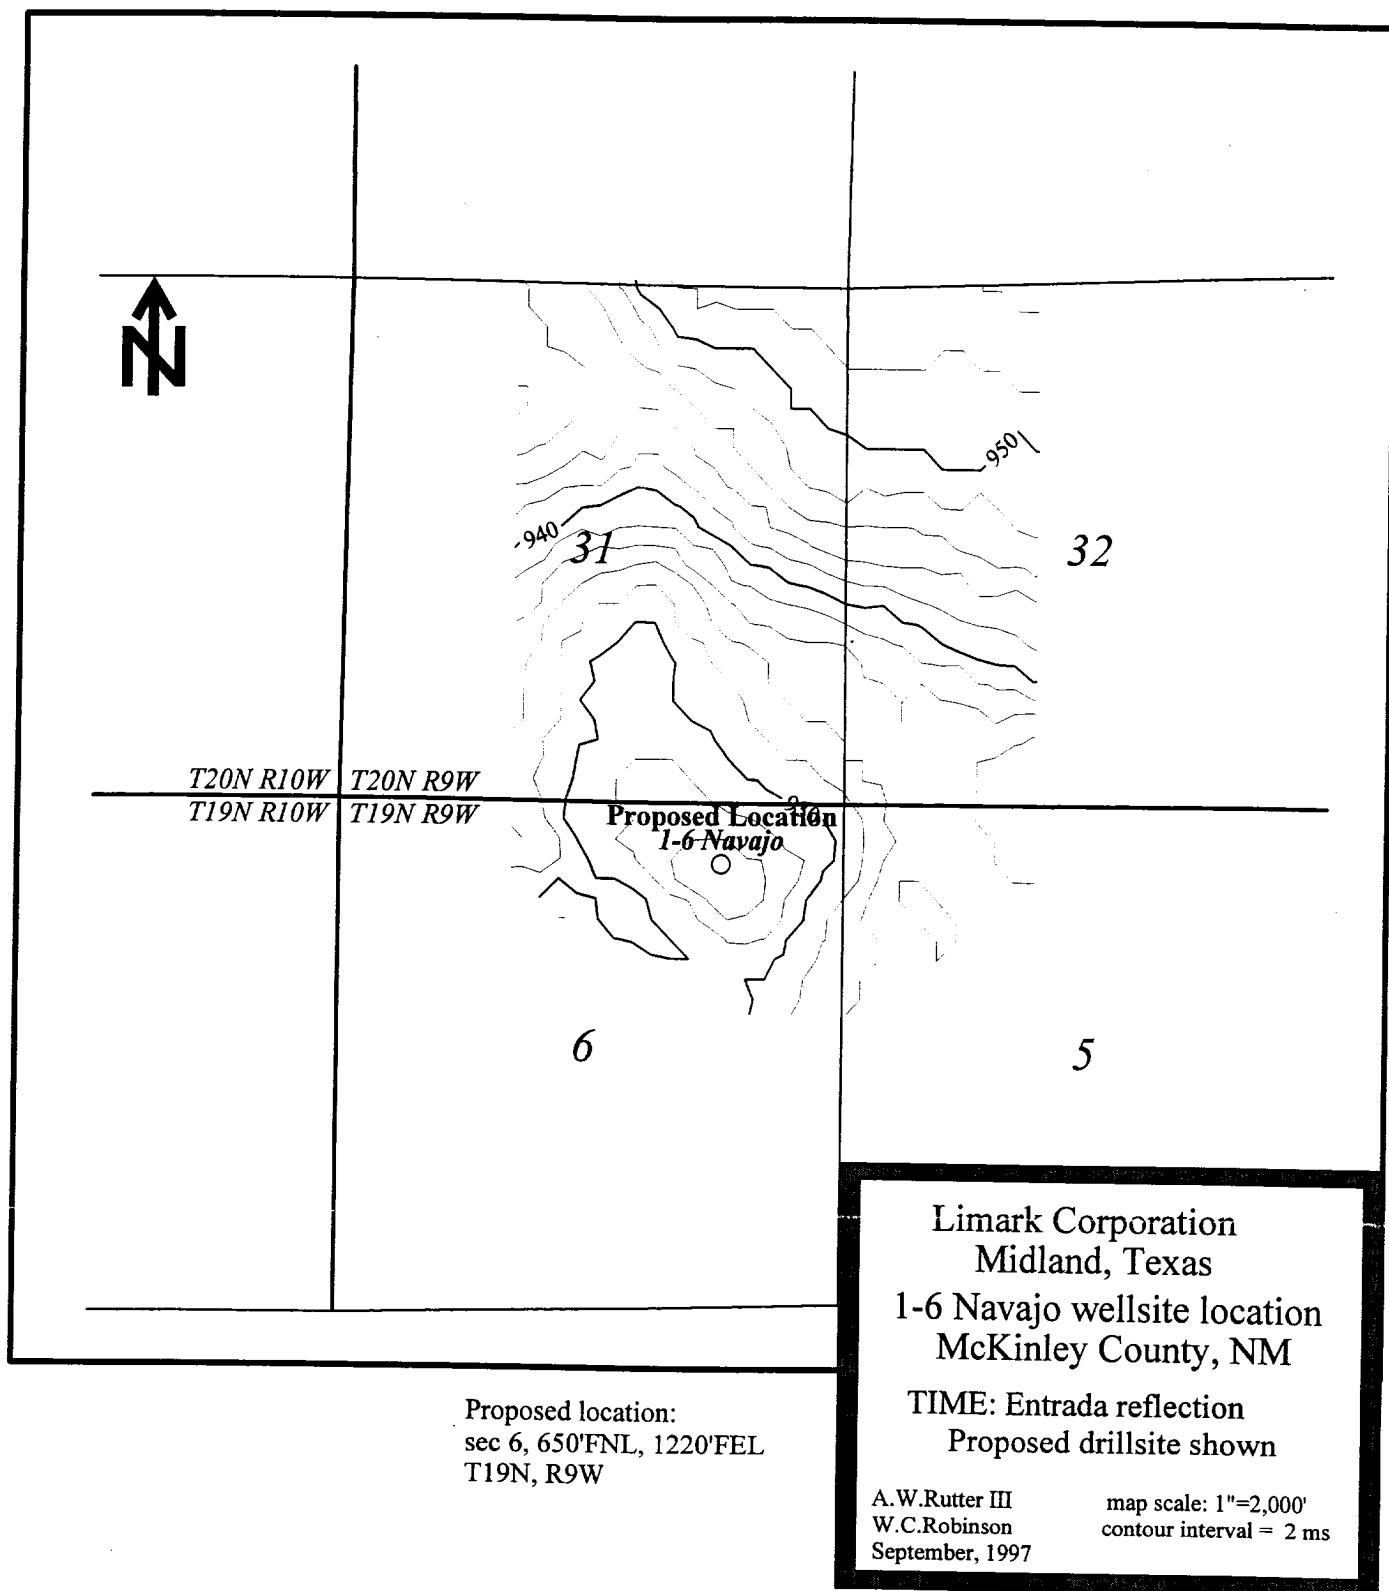 N
950
-940
31
32
T20N R10W T20N R9W
T19N R10W T19N R9W
Proposed Location
1-6 Navajo
6
5
Limark Corporation
Midland, Texas
1-6 Navajo wellsite location
McKinley County, NM
TIME: Entrada reflection
Proposed drillsite shown
A.W.Rutter III
map scale: 1"=2,000'
W.C.Robinson
contour interval = 2 ms
September, 1997
Proposed location:
sec 6, 650'FNL, 1220'FEL
T19N, R9W